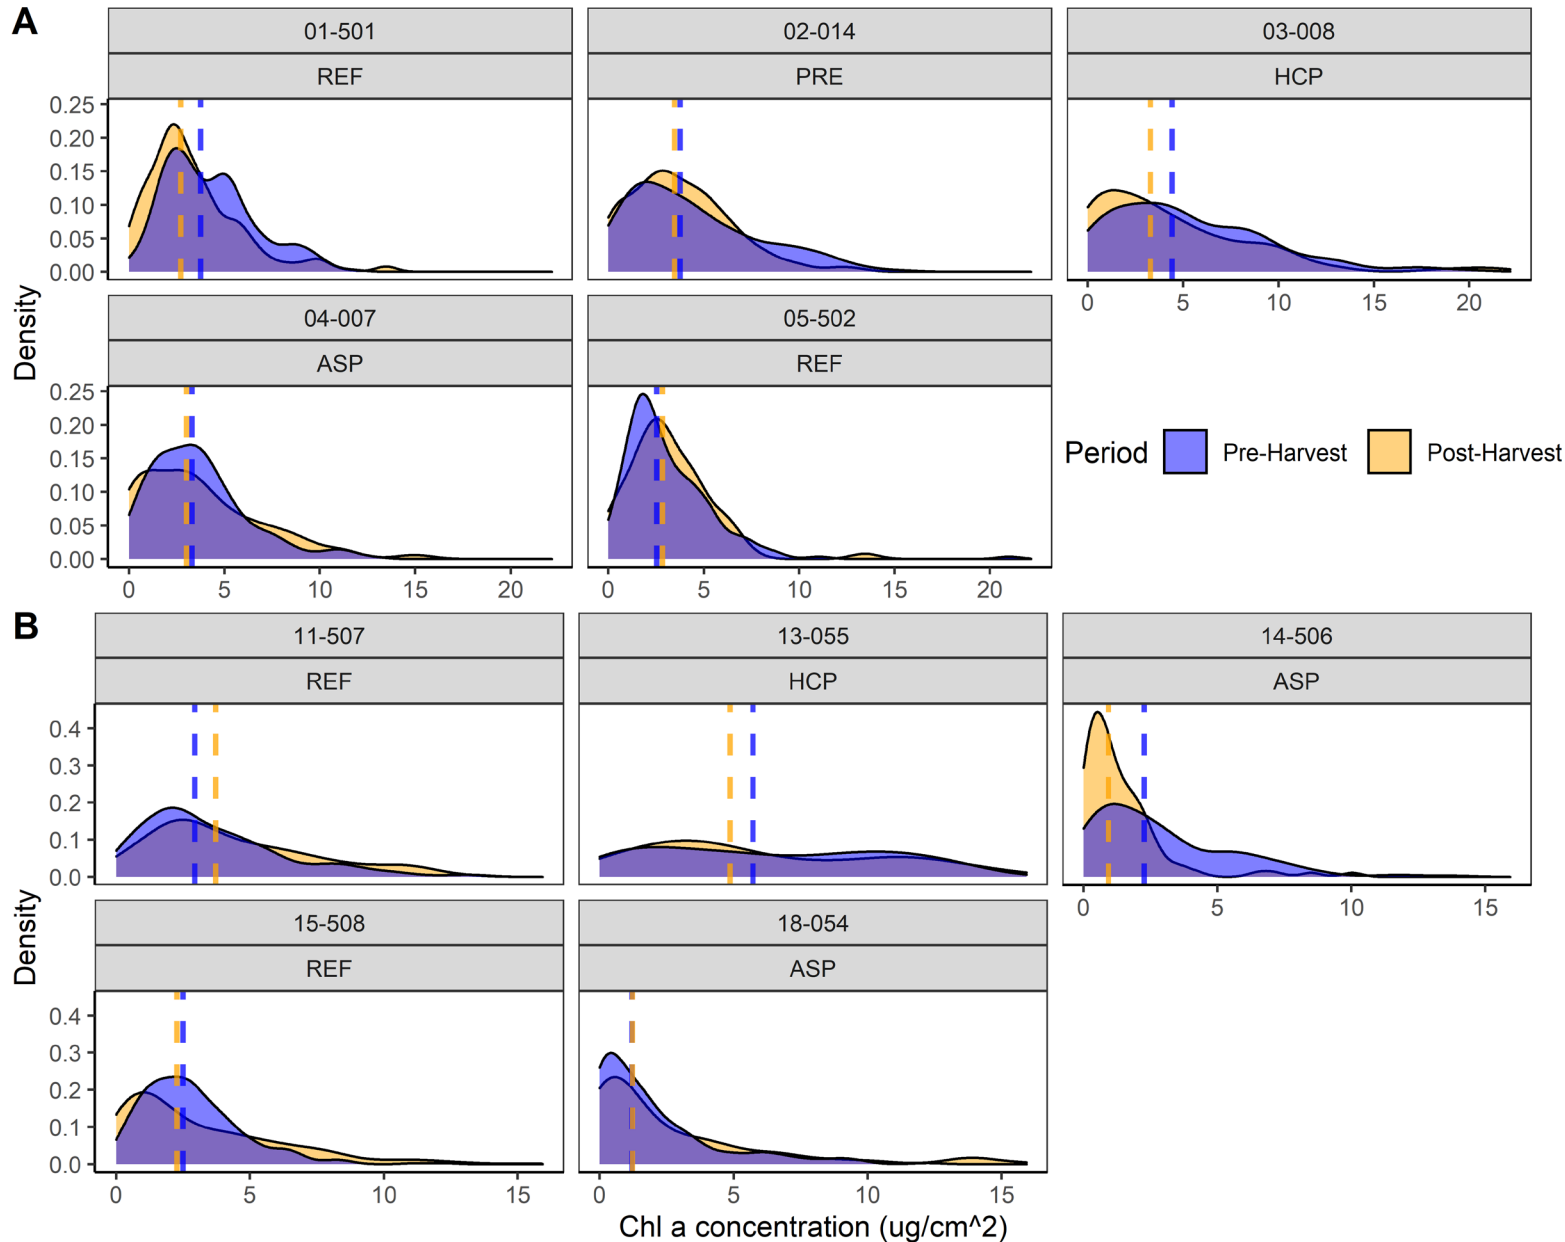 A
01-501
02-014
03-008
REF
PRE
HCP
0.25
0.20
0.15
0.10
0.05
0.00
0 5 10 15 20
04-007
05-502
ASP
REF
0.25
0.20
0.15
0.10
0.05
0.00
0 5 10 15 20
0 5 10 15 20
Density
Period Pre-Harvest Post-Harvest
B
11-507
13-055
14-506
REF
HCP
ASP
0.4
0.3
0.2
0.1
0.0
0 5 10 15
15-508
18-054
REF
ASP
0.4
0.3
0.2
0.1
0.0
0 5 10 15
0 5 10 15
Density
Chl a concentration (ug/cm^2)